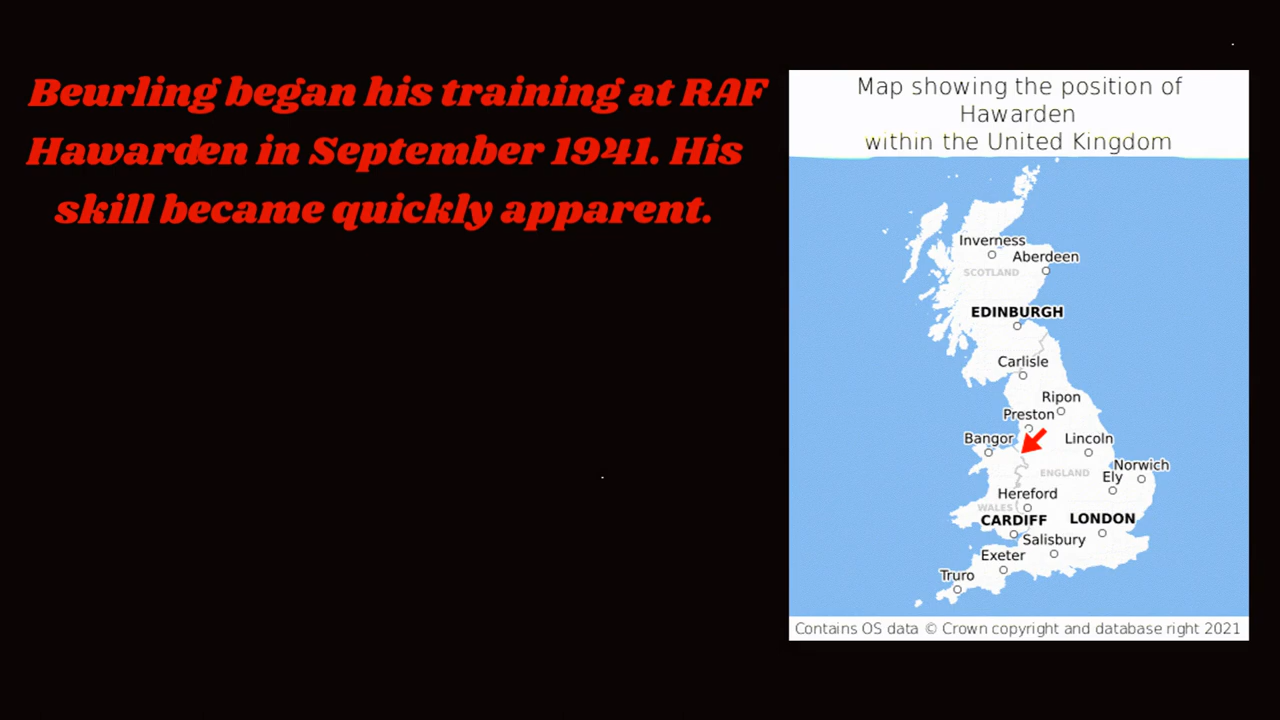 Beurling began his training at RAF
Hawarden in September 1941. His
skill became quickly apparent.
Map showing the position of
Hawarden
within the United Kingdom
Inverness
Aberdeen
SCOTLAND
EDINBURGH
Carlisle
Ripon
Preston
Bangor
Lincoln
Norwich
ENGLAND
Ely
Hereford
WALES
CARDIFF
LONDON
Salisbury
Exeter
Truro
Contains OS data © Crown copyright and database right 2021